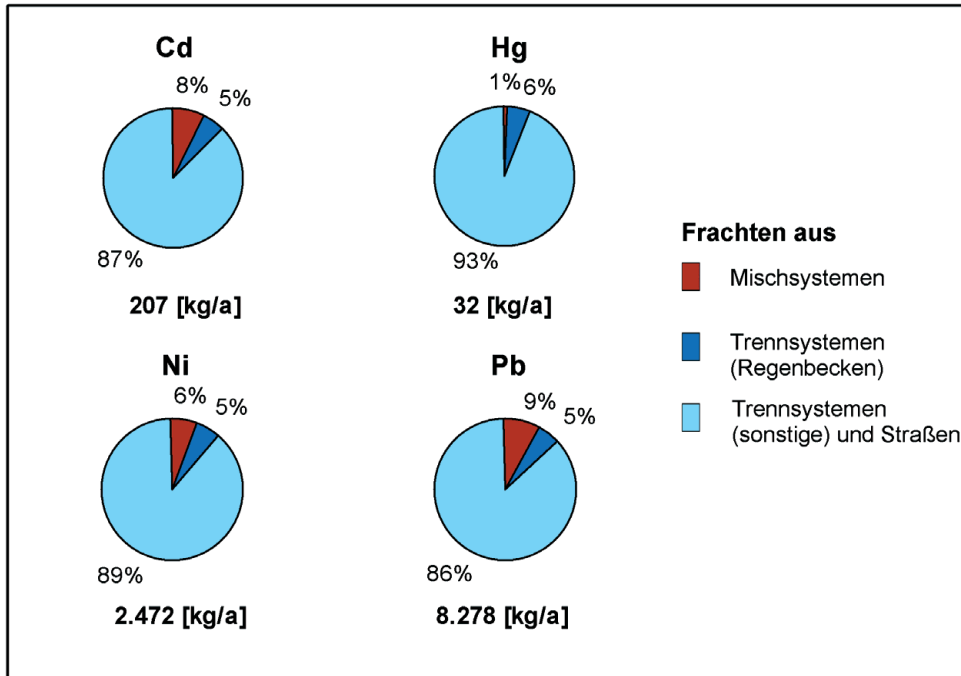 Cd
8%
5%
87%
207 [kg/a]
Hg
1%
6%
93%
32 [kg/a]
Ni
6%
5%
89%
2.472 [kg/a]
Pb
9%
5%
86%
8.278 [kg/a]
Frachten aus
Mischsystemen
Trennsystemen
(Regenbecken)
Trennsystemen
(sonstige) und Straßen